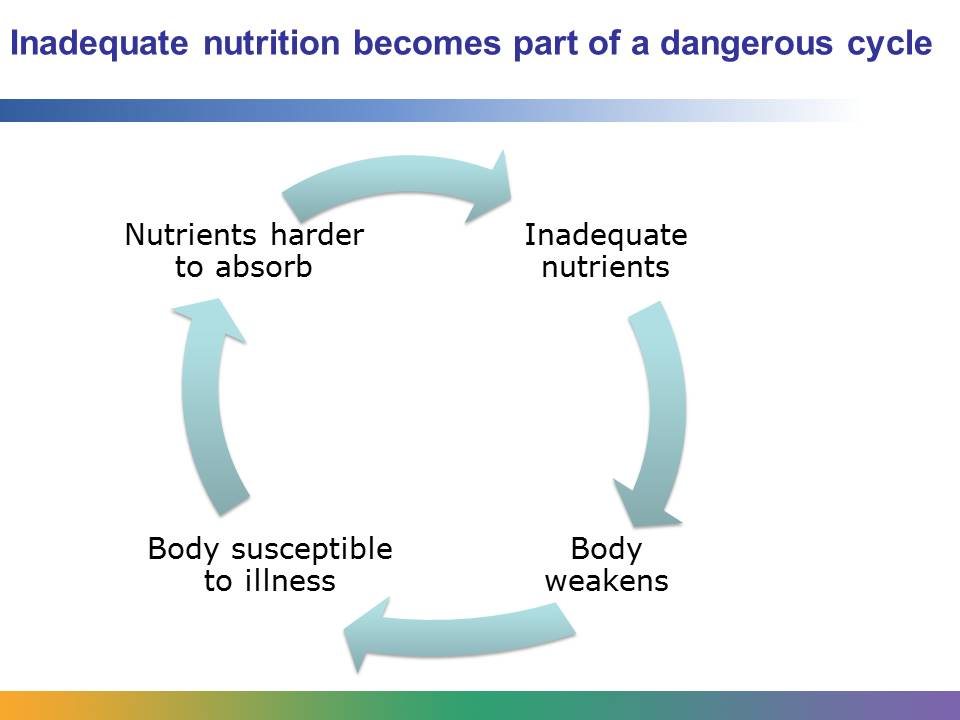 Inadequate nutrition becomes part of a dangerous cycle
Nutrients harder
to absorb
Inadequate
nutrients
Body susceptible
to illness
Body
weakens